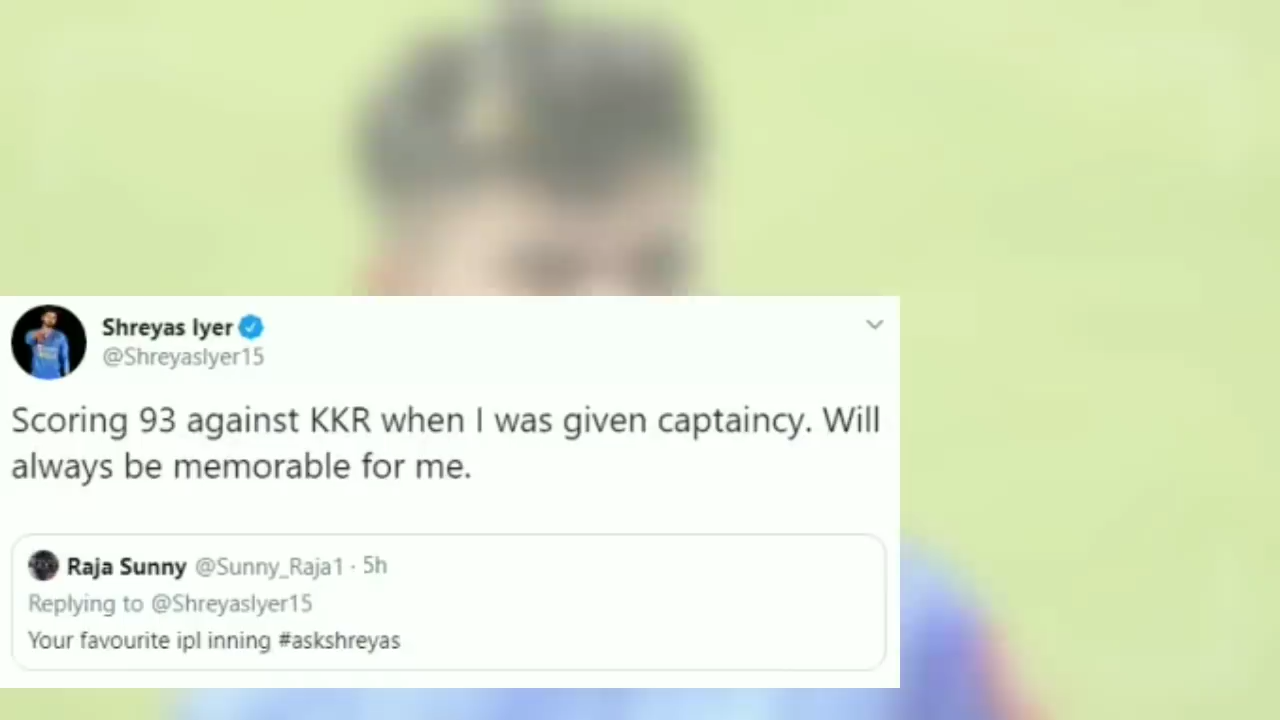 Shreyas Iyer
@ShreyasIyer15
Scoring 93 against KKR when I was given captaincy. Will
always be memorable for me.
Raja Sunny @Sunny_Raja1 · 5h
Replying to @ShreyasIyer15
Your favourite ipl inning #askshreyas